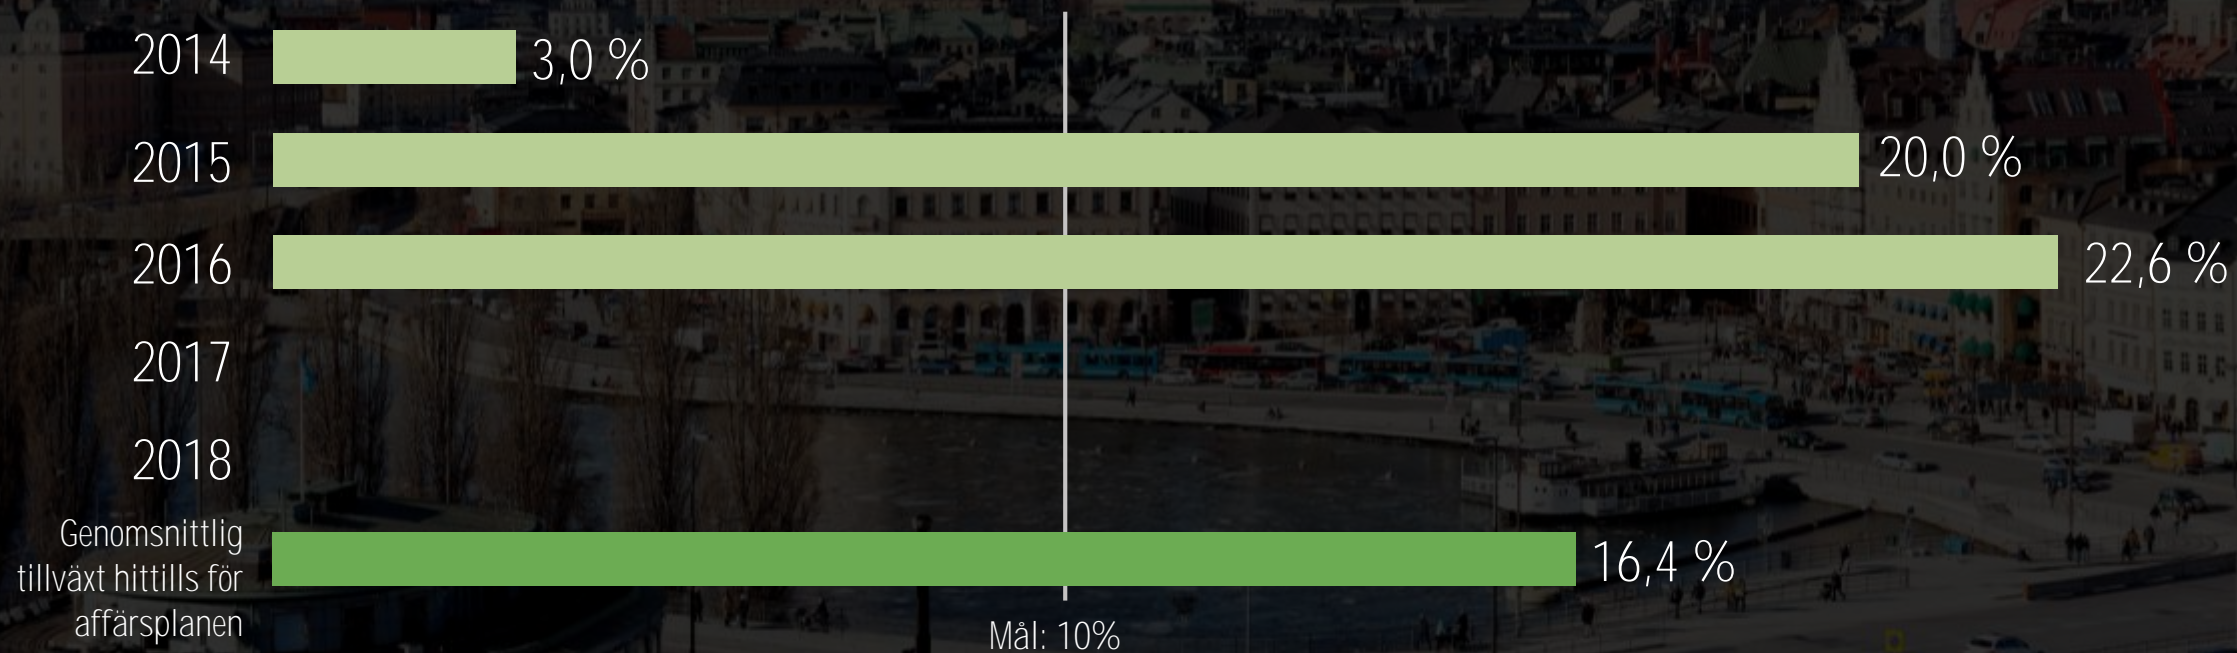 2014 3,0 %
2015 20,0 %
2016 22,6 %
2017
2018
Genomsnittlig
tillväxt hittills för
affärsplanen
16,4 %
Mål: 10%